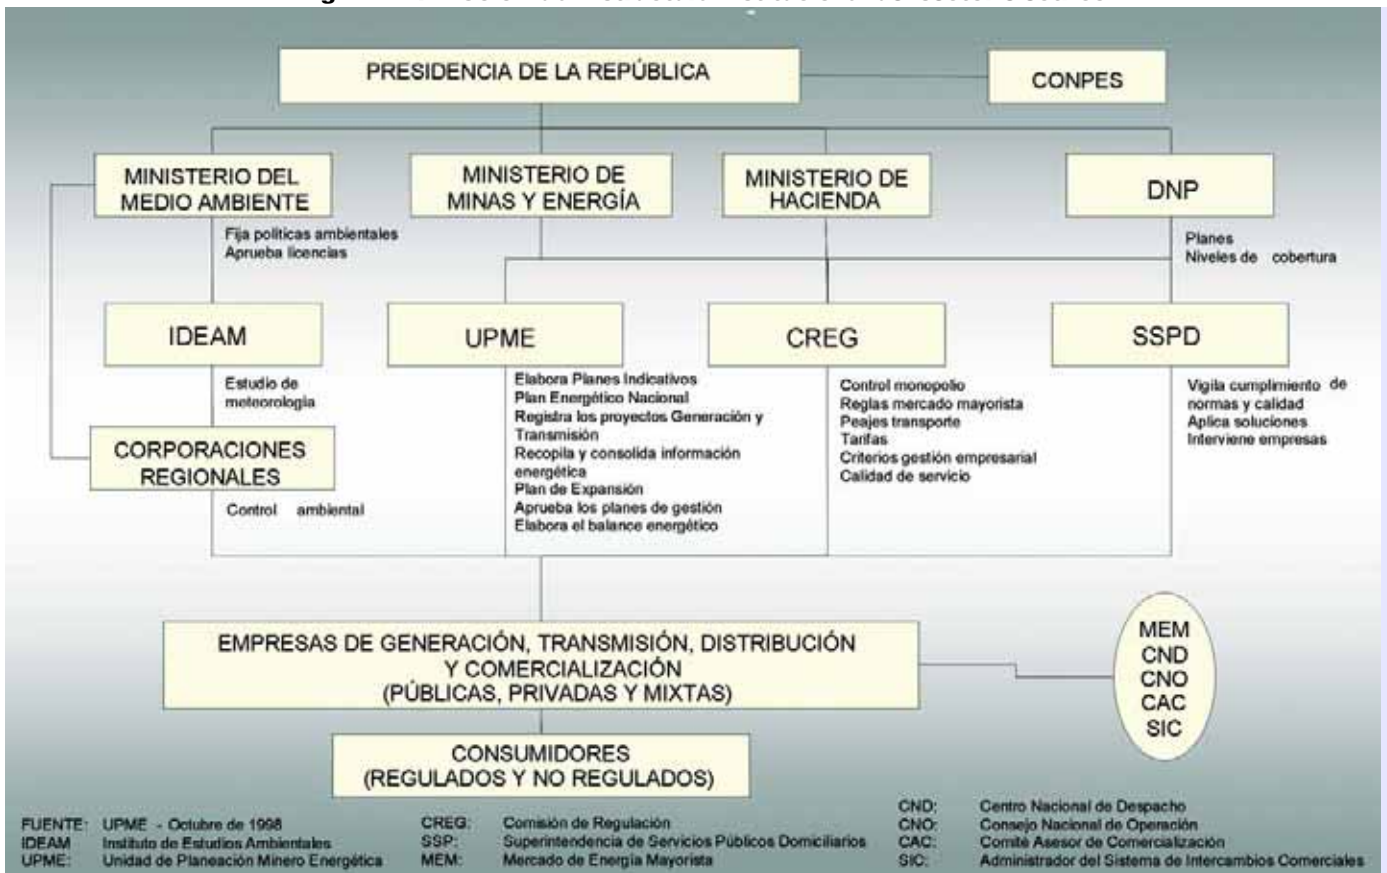 PRESIDENCIA DE LA REPÚBLICA
CONPES
MINISTERIO DEL
MEDIO AMBIENTE
MINISTERIO DE
MINAS Y ENERGÍA
MINISTERIO DE
HACIENDA
DNP
Fija políticas ambientales
Aprueba licencias
Planes
Niveles de cobertura
IDEAM
UPME
CREG
SSPD
Estudio de
meteorología
Elabora Planes Indicativos
Plan Energético Nacional
Registra los proyectos Generación y
Transmisión
Recopila y consolida información
energética
Plan de Expansión
Aprueba los planes de gestión
Elabora el balance energético
Control monopolio
Reglas mercado mayorista
Peajes transporte
Tarifas
Criterios gestión empresarial
Calidad de servicio
Vigila cumplimiento de
normas y calidad
Aplica soluciones
Interviene empresas
CORPORACIONES
REGIONALES
Control ambiental
EMPRESAS DE GENERACIÓN, TRANSMISIÓN, DISTRIBUCIÓN
Y COMERCIALIZACIÓN
(PÚBLICAS, PRIVADAS Y MIXTAS)
MEM
CND
CNO
CAC
SIC
CONSUMIDORES
(REGULADOS Y NO REGULADOS)
FUENTE: UPME - Octubre de 1998
IDEAM Instituto de Estudios Ambientales
UPME: Unidad de Planeación Minero Energética
CREG: Comisión de Regulación
SSP: Superintendencia de Servicios Públicos Domiciliarios
MEM: Mercado de Energía Mayorista
CND: Centro Nacional de Despacho
CNO: Consejo Nacional de Operación
CAC: Comité Asesor de Comercialización
SIC: Administrador del Sistema de Intercambios Comerciales